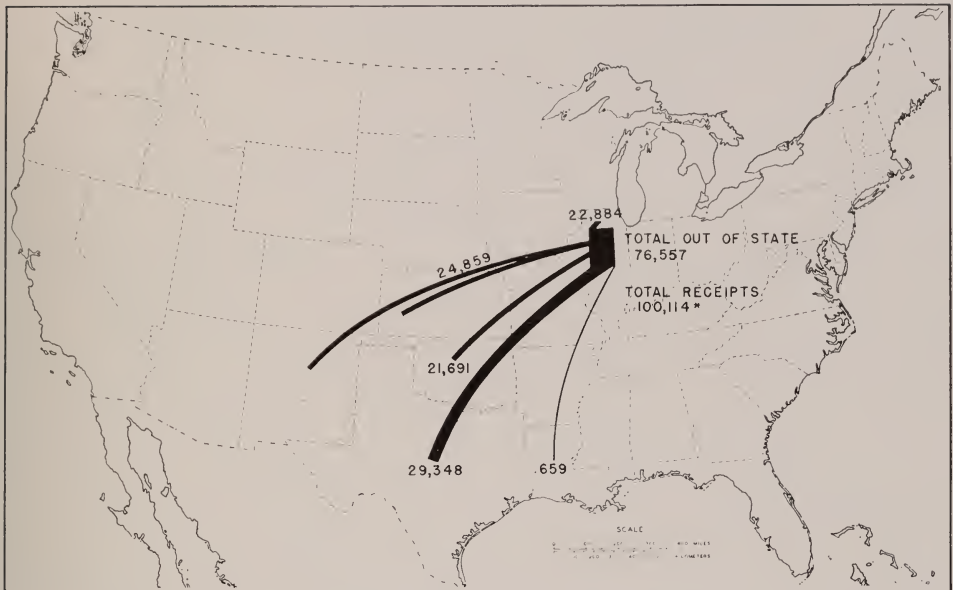 22,884
TOTAL OUT OF STATE
76,557
24,859
TOTAL RECEIPTS
100,114*
21,691
29,348
659
SCALE
MILES